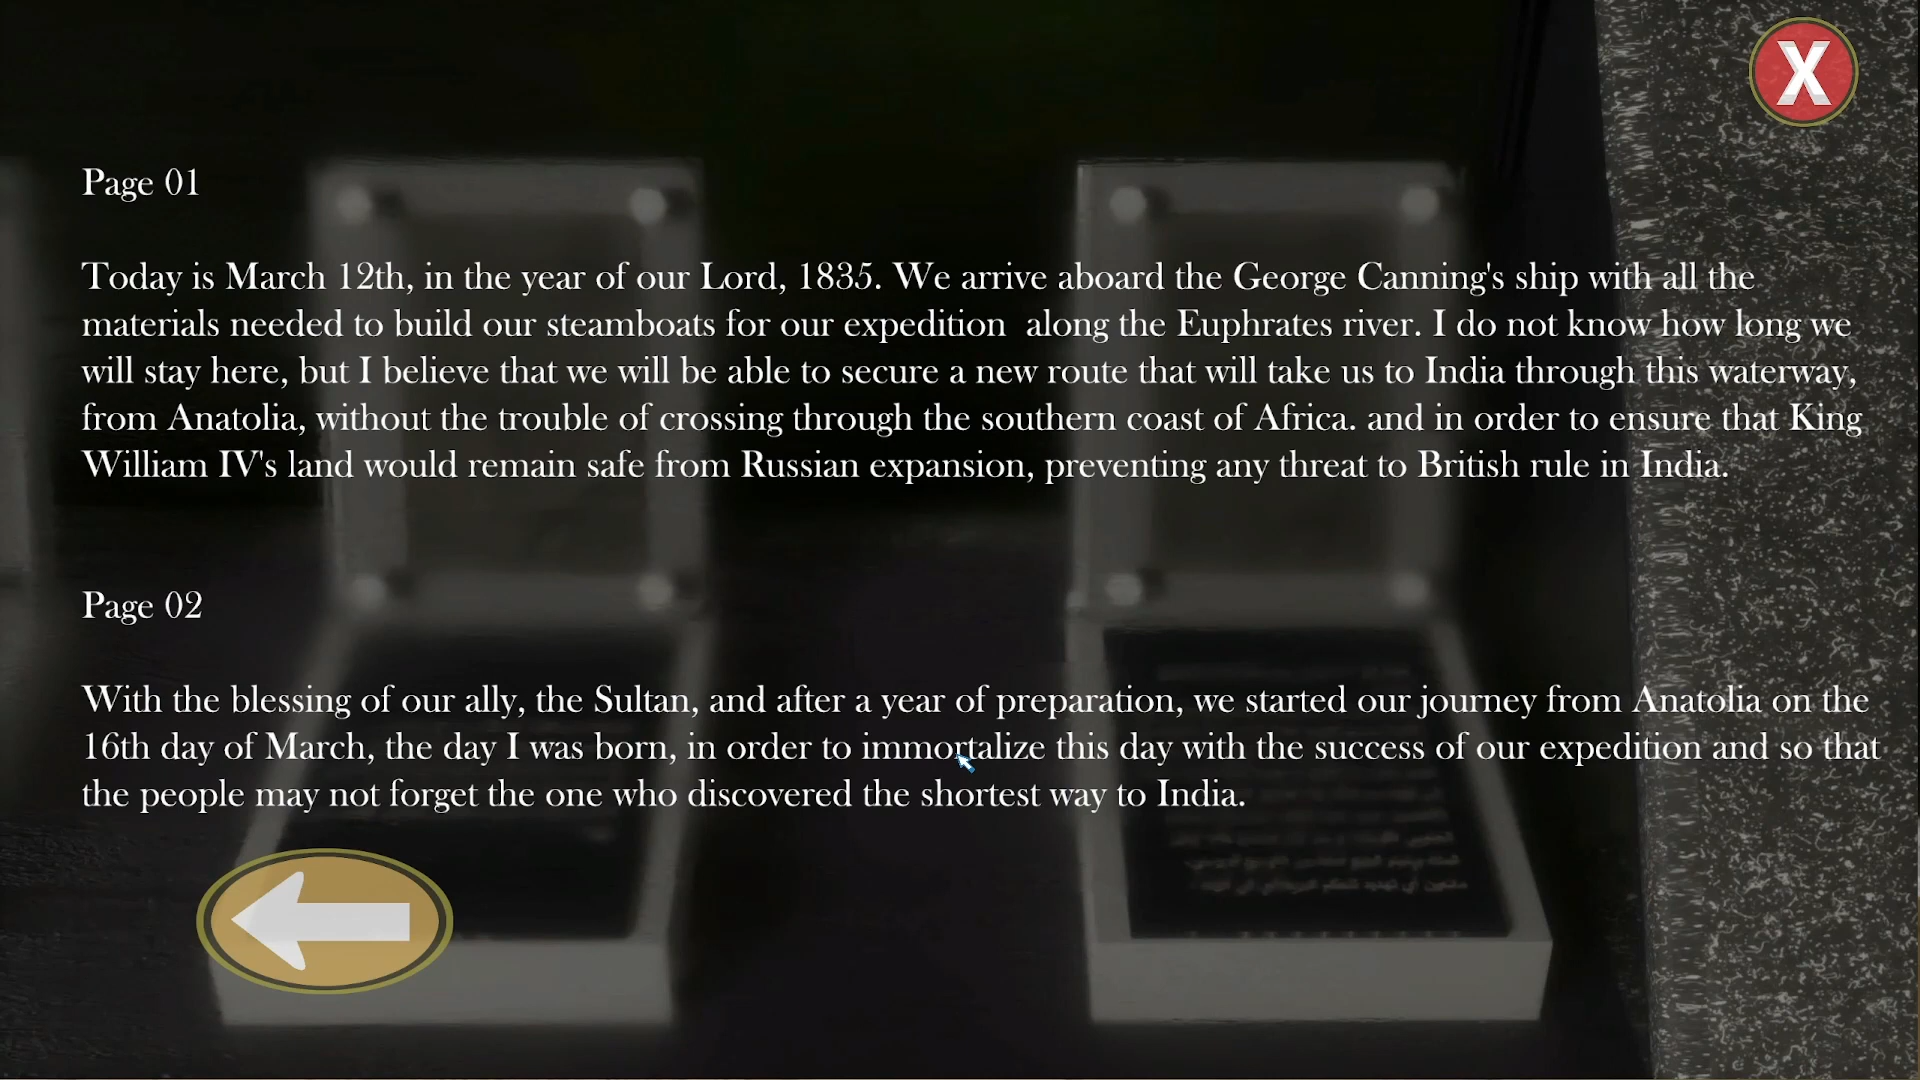 X
Page 01
Today is March 12th, in the year of our Lord, 1835. We arrive aboard the George Canning's ship with all the
materials needed to build our steamboats for our expedition  along the Euphrates river. I do not know how long we
will stay here, but I believe that we will be able to secure a new route that will take us to India through this waterway,
from Anatolia, without the trouble of crossing through the southern coast of Africa. and in order to ensure that King
William IV's land would remain safe from Russian expansion, preventing any threat to British rule in India.
Page 02
With the blessing of our ally, the Sultan, and after a year of preparation, we started our journey from Anatolia on the
16th day of March, the day I was born, in order to immortalize this day with the success of our expedition and so that
the people may not forget the one who discovered the shortest way to India.